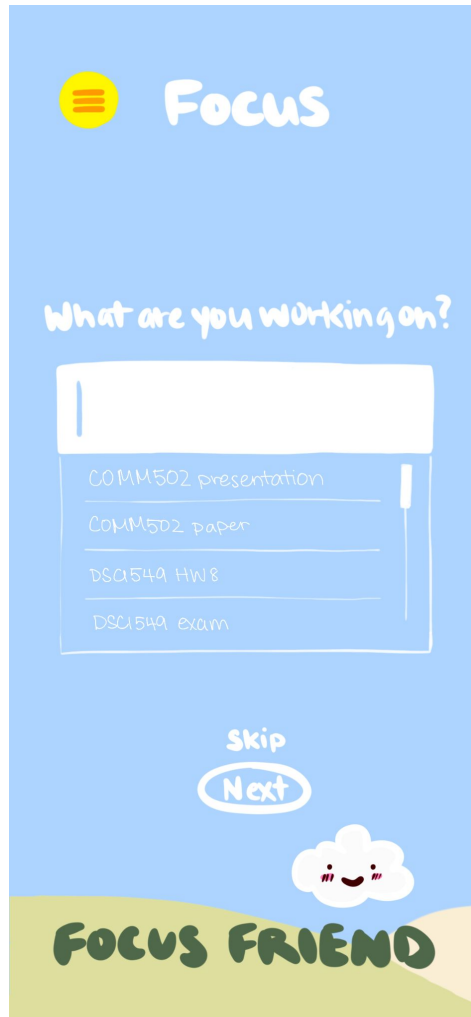 Focus
What are you working on?
COMM502 presentation
COMM502 paper
DSCI549 HW8
DSCI549 exam
Skip
Next
FOCUS FRIEND